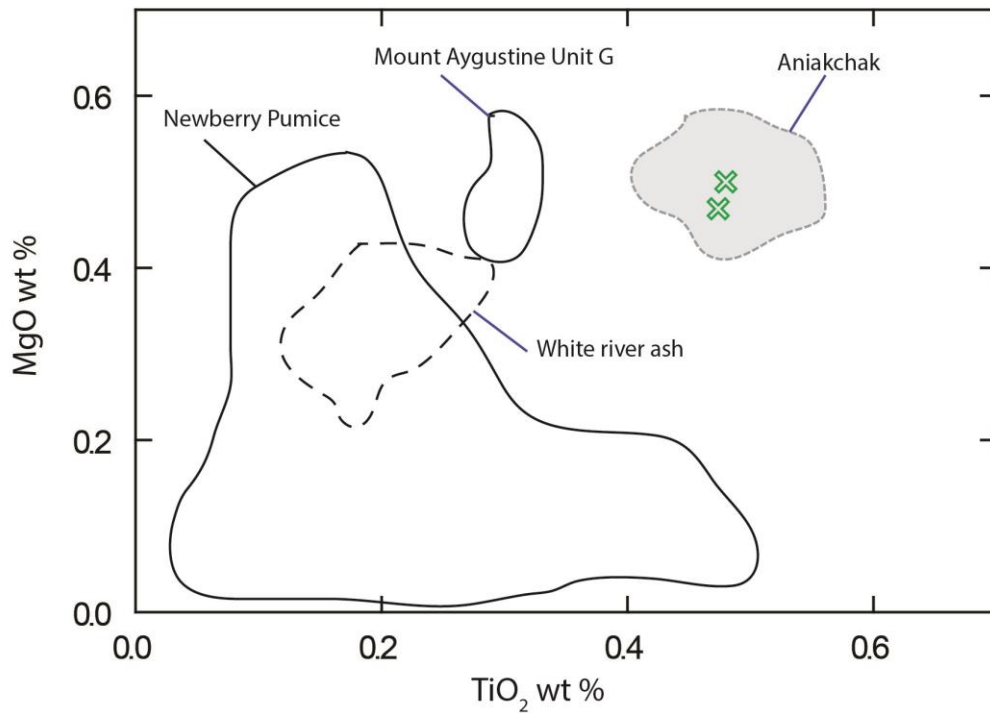 Mount Aygustine Unit G
Aniakchak
Newberry Pumice
White river ash
MgO wt %
0.6
0.4
0.2
0.0
0.0 0.2 0.4 0.6
TiO₂ wt %